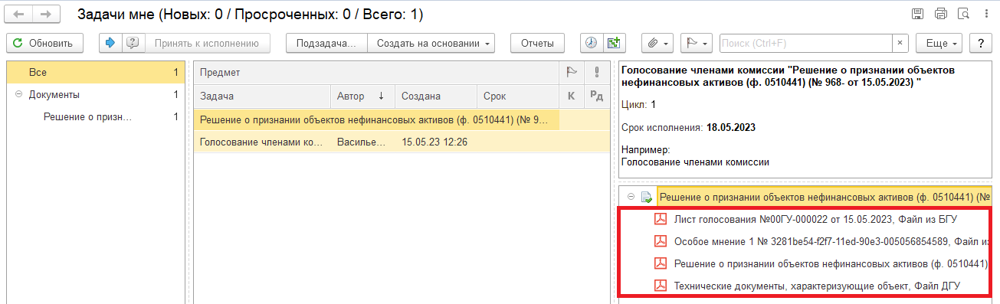 Задачи мне (Новых: 0 / Просроченных: 0 / Всего: 1)
Обновить
Принять к исполнению
Подзадача...
Создать на основании
Отчеты
Поиск (Ctrl+F)
×
Еще
?
Все 1
Документы 1
Решение о призн... 1
Предмет
Задача Автор ↓ Создана Срок К Рд
Решение о признании объектов нефинансовых активов (ф. 0510441) (№ 9...
Голосование членами ко... Василье... 15.05.23 12:26
Голосование членами комиссии "Решение о признании объектов
нефинансовых активов (ф. 0510441) (№ 968- от 15.05.2023) "
Цикл: 1
Срок исполнения: 18.05.2023
Например:
Голосование членами комиссии
Решение о признании объектов нефинансовых активов (ф. 0510441) (№
Лист голосования №00ГУ-000022 от 15.05.2023, Файл из БГУ
Особое мнение 1 № 3281be54-f2f7-11ed-90e3-005056854589, Файл из
Решение о признании объектов нефинансовых активов (ф. 0510441)
Технические документы, характеризующие объект, Файл ДГУ